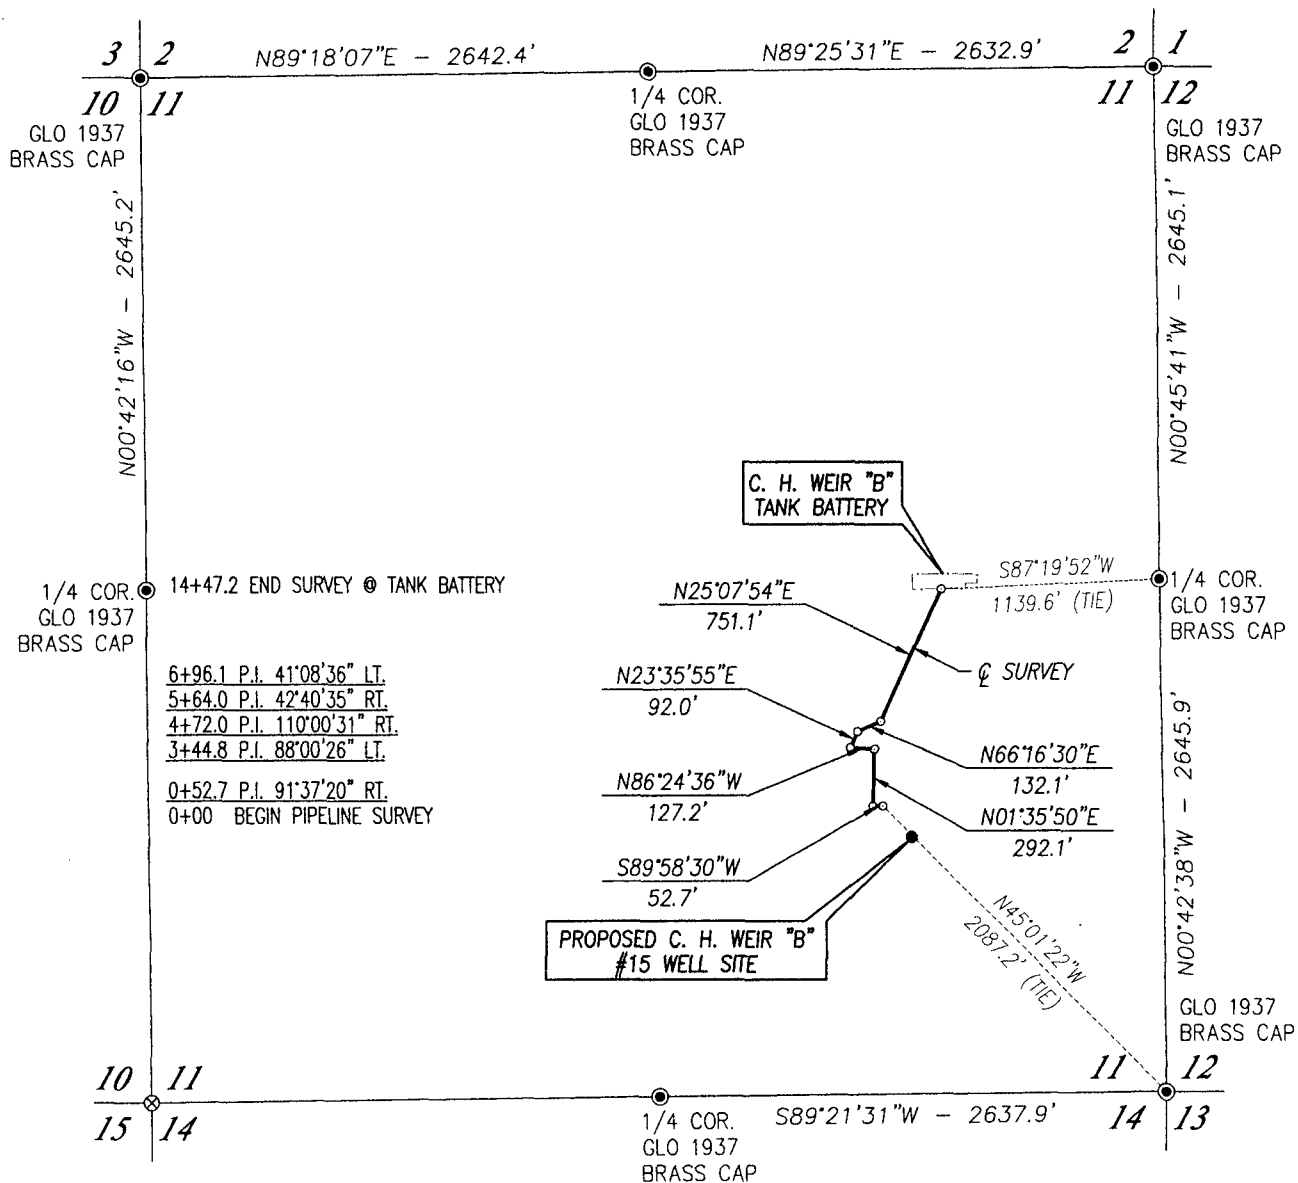 3 2
N89°18'07"E – 2642.4'
N89°25'31"E – 2632.9'
2 1
10 11
11 12
GLO 1937
BRASS CAP
1/4 COR.
GLO 1937
BRASS CAP
GLO 1937
BRASS CAP
N00°42'16"W – 2645.2'
N00°45'41"W – 2645.1'
C. H. WEIR "B"
TANK BATTERY
1/4 COR.
GLO 1937
BRASS CAP
14+47.2 END SURVEY @ TANK BATTERY
S87°19'52"W
1139.6' (TIE)
1/4 COR.
GLO 1937
BRASS CAP
N25°07'54"E
751.1'
℄ SURVEY
6+96.1 P.I. 41°08'36" LT.
5+64.0 P.I. 42°40'35" RT.
4+72.0 P.I. 110°00'31" RT.
3+44.8 P.I. 88°00'26" LT.
0+52.7 P.I. 91°37'20" RT.
0+00 BEGIN PIPELINE SURVEY
N23°35'55"E
92.0'
N66°16'30"E
132.1'
N86°24'36"W
127.2'
N01°35'50"E
292.1'
S89°58'30"W
52.7'
N00°42'38"W – 2645.9'
PROPOSED C. H. WEIR "B"
#15 WELL SITE
N45°01'22"W
2087.2' (TIE)
GLO 1937
BRASS CAP
10 11
11 12
15 14
1/4 COR.
GLO 1937
BRASS CAP
S89°21'31"W – 2637.9'
14 13